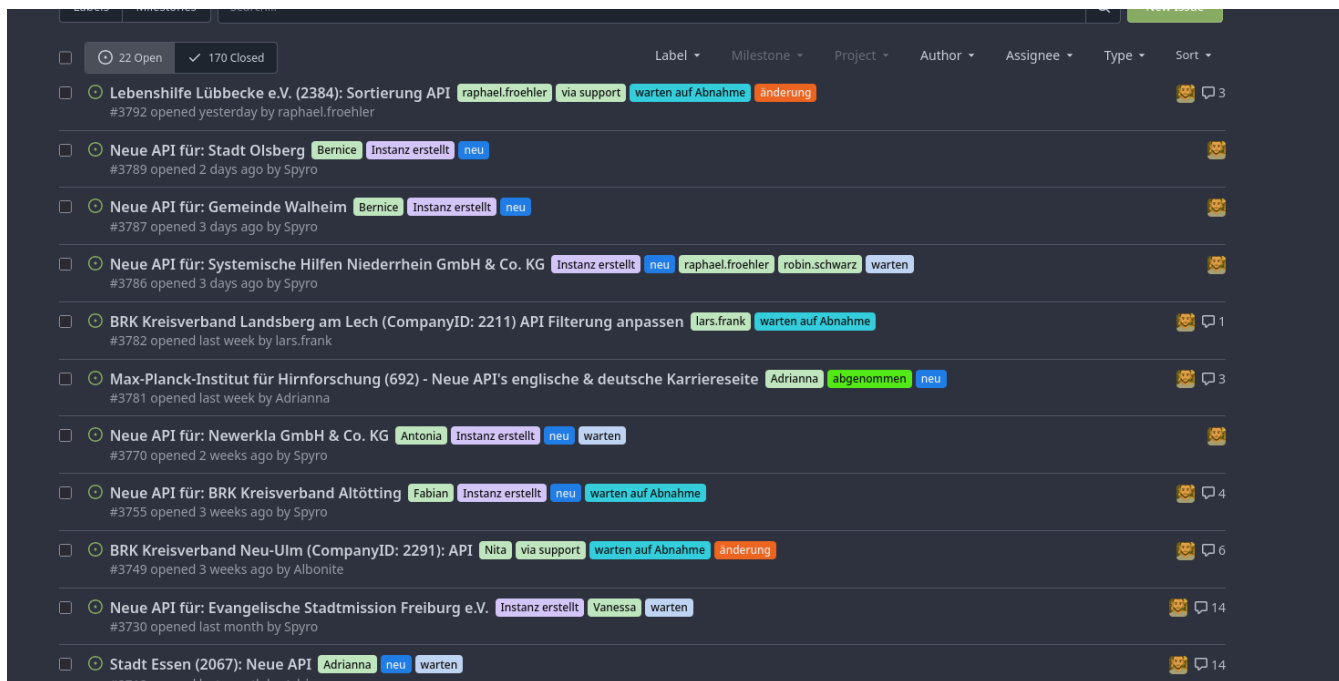 Labels Milestones Search... New Issue
22 Open 170 Closed Label Milestone Project Author Assignee Type Sort
Lebenshilfe Lübbecke e.V. (2384): Sortierung API raphael.froehler via support warten auf Abnahme änderung 3
#3792 opened yesterday by raphael.froehler
Neue API für: Stadt Olsberg Bernice Instanz erstellt neu
#3789 opened 2 days ago by Spyro
Neue API für: Gemeinde Walheim Bernice Instanz erstellt neu
#3787 opened 3 days ago by Spyro
Neue API für: Systemische Hilfen Niederrhein GmbH & Co. KG Instanz erstellt neu raphael.froehler robin.schwarz warten
#3786 opened 3 days ago by Spyro
BRK Kreisverband Landsberg am Lech (CompanyID: 2211) API Filterung anpassen lars.frank warten auf Abnahme 1
#3782 opened last week by lars.frank
Max-Planck-Institut für Hirnforschung (692) - Neue API's englische & deutsche Karriereseite Adrianna abgenommen neu 3
#3781 opened last week by Adrianna
Neue API für: Newerkla GmbH & Co. KG Antonia Instanz erstellt neu warten
#3770 opened 2 weeks ago by Spyro
Neue API für: BRK Kreisverband Altötting Fabian Instanz erstellt neu warten auf Abnahme 4
#3755 opened 3 weeks ago by Spyro
BRK Kreisverband Neu-Ulm (CompanyID: 2291): API Nita via support warten auf Abnahme änderung 6
#3749 opened 3 weeks ago by Albonite
Neue API für: Evangelische Stadtmission Freiburg e.V. Instanz erstellt Vanessa warten 14
#3730 opened last month by Spyro
Stadt Essen (2067): Neue API Adrianna neu warten 14